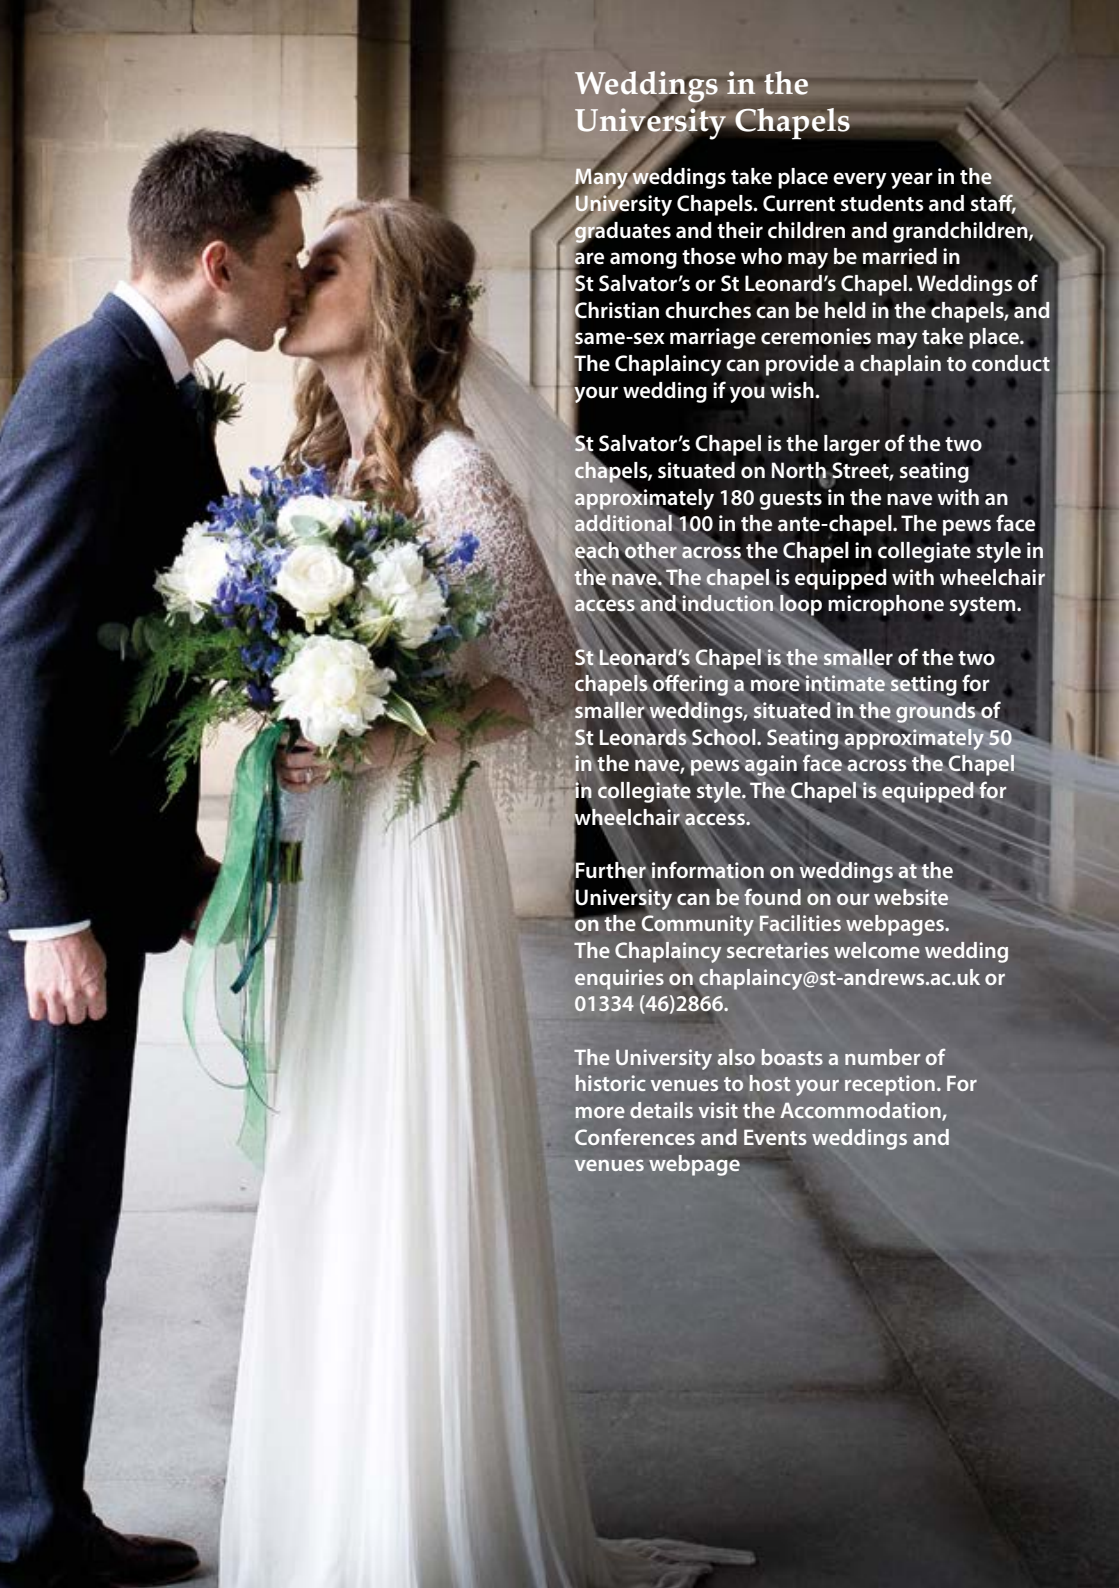 Weddings in the
University Chapels
Many weddings take place every year in the
University Chapels. Current students and staff,
graduates and their children and grandchildren,
are among those who may be married in
St Salvator’s or St Leonard’s Chapel. Weddings of
Christian churches can be held in the chapels, and
same-sex marriage ceremonies may take place.
The Chaplaincy can provide a chaplain to conduct
your wedding if you wish.
St Salvator’s Chapel is the larger of the two
chapels, situated on North Street, seating
approximately 180 guests in the nave with an
additional 100 in the ante-chapel. The pews face
each other across the Chapel in collegiate style in
the nave. The chapel is equipped with wheelchair
access and induction loop microphone system.
St Leonard’s Chapel is the smaller of the two
chapels offering a more intimate setting for
smaller weddings, situated in the grounds of
St Leonards School. Seating approximately 50
in the nave, pews again face across the Chapel
in collegiate style. The Chapel is equipped for
wheelchair access.
Further information on weddings at the
University can be found on our website
on the Community Facilities webpages.
The Chaplaincy secretaries welcome wedding
enquiries on chaplaincy@st-andrews.ac.uk or
01334 (46)2866.
The University also boasts a number of
historic venues to host your reception. For
more details visit the Accommodation,
Conferences and Events weddings and
venues webpage